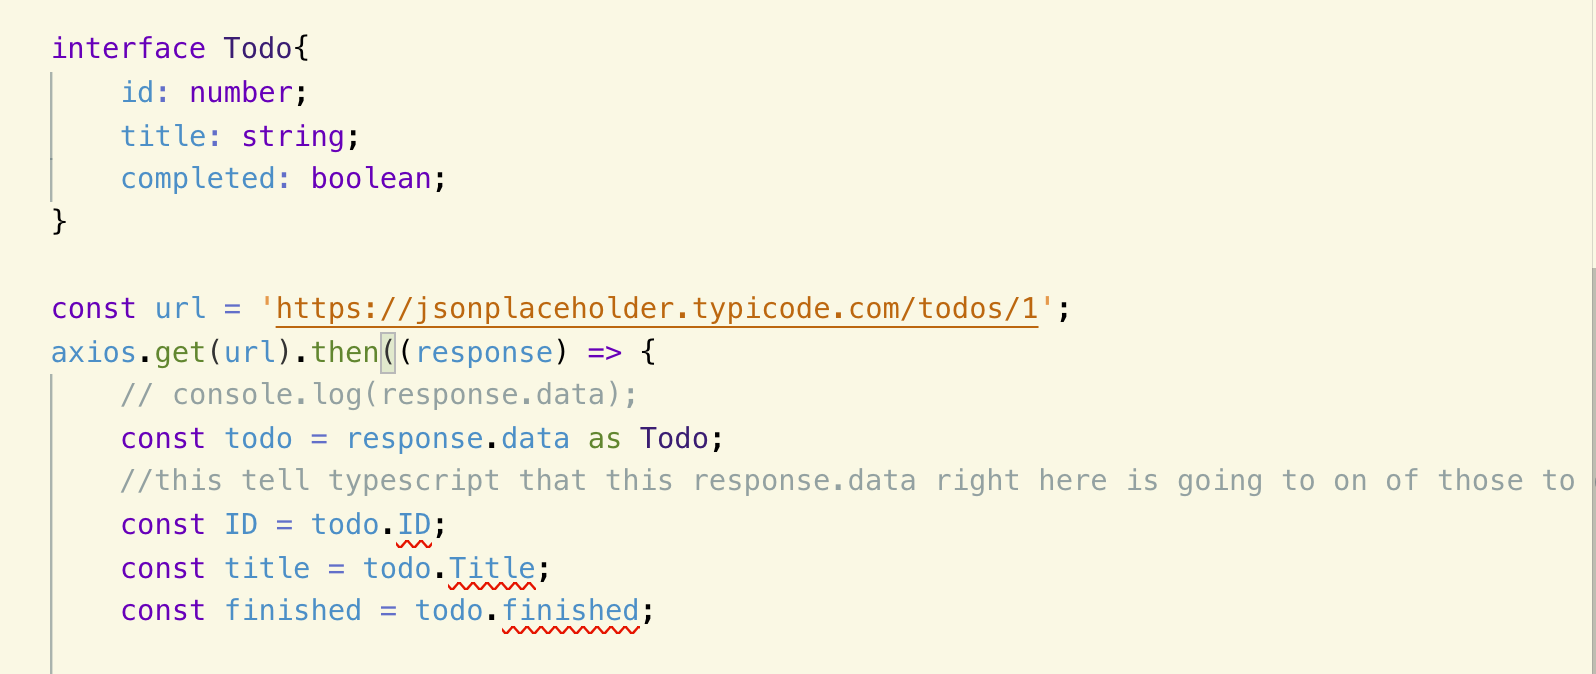 interface Todo{
    id: number;
    title: string;
    completed: boolean;
}
const url = 'https://jsonplaceholder.typicode.com/todos/1';
axios.get(url).then((response) => {
    // console.log(response.data);
    const todo = response.data as Todo;
    //this tell typescript that this response.data right here is going to on of those to
    const ID = todo.ID;
    const title = todo.Title;
    const finished = todo.finished;